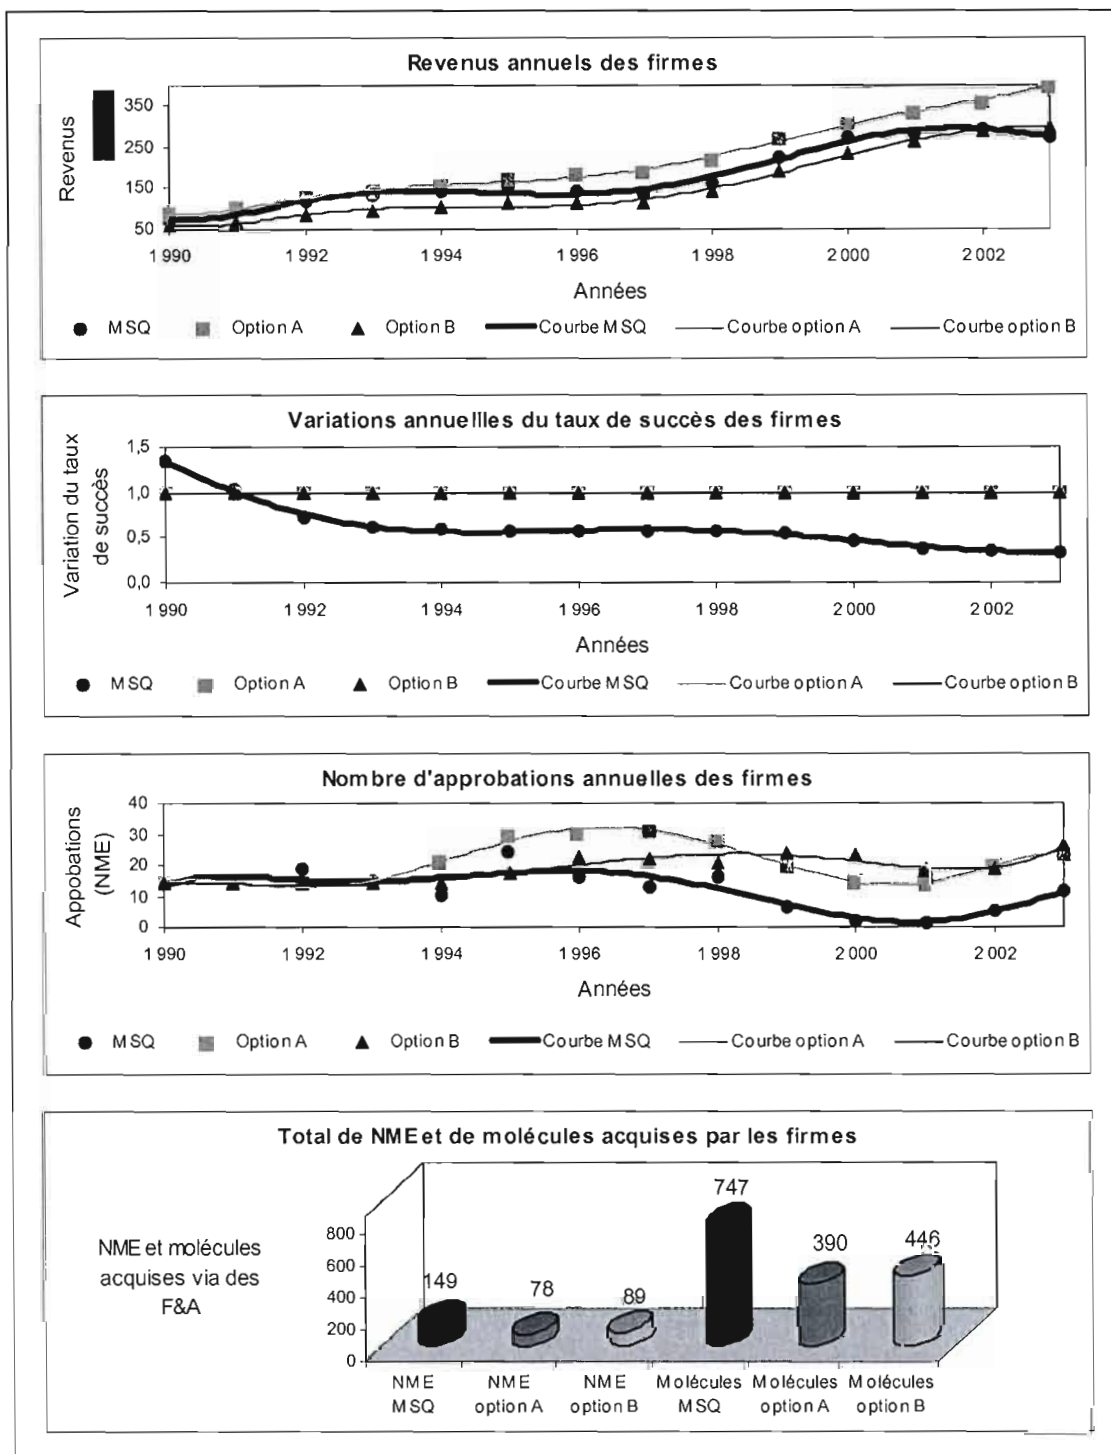 Revenus annuels des firmes
Revenus
350
250
150
50
1990 1992 1994 1996 1998 2000 2002
Années
MSQ Option A Option B Courbe MSQ Courbe option A Courbe option B
Variations annuellles du taux de succès des firmes
Variation du taux
de succès
1,5
1,0
0,5
0,0
1990 1992 1994 1996 1998 2000 2002
Années
MSQ Option A Option B Courbe MSQ Courbe option A Courbe option B
Nombre d'approbations annuelles des firmes
Appobations
(NME)
40
30
20
10
0
1990 1992 1994 1996 1998 2000 2002
Années
MSQ Option A Option B Courbe MSQ Courbe option A Courbe option B
Total de NME et de molécules acquises par les firmes
NME et molécules
acquises via des
F&A
800
600
400
200
0
149 78 89 747 390 446
NME NME NME Molécules Molécules Molécules
MSQ option A option B MSQ option A option B